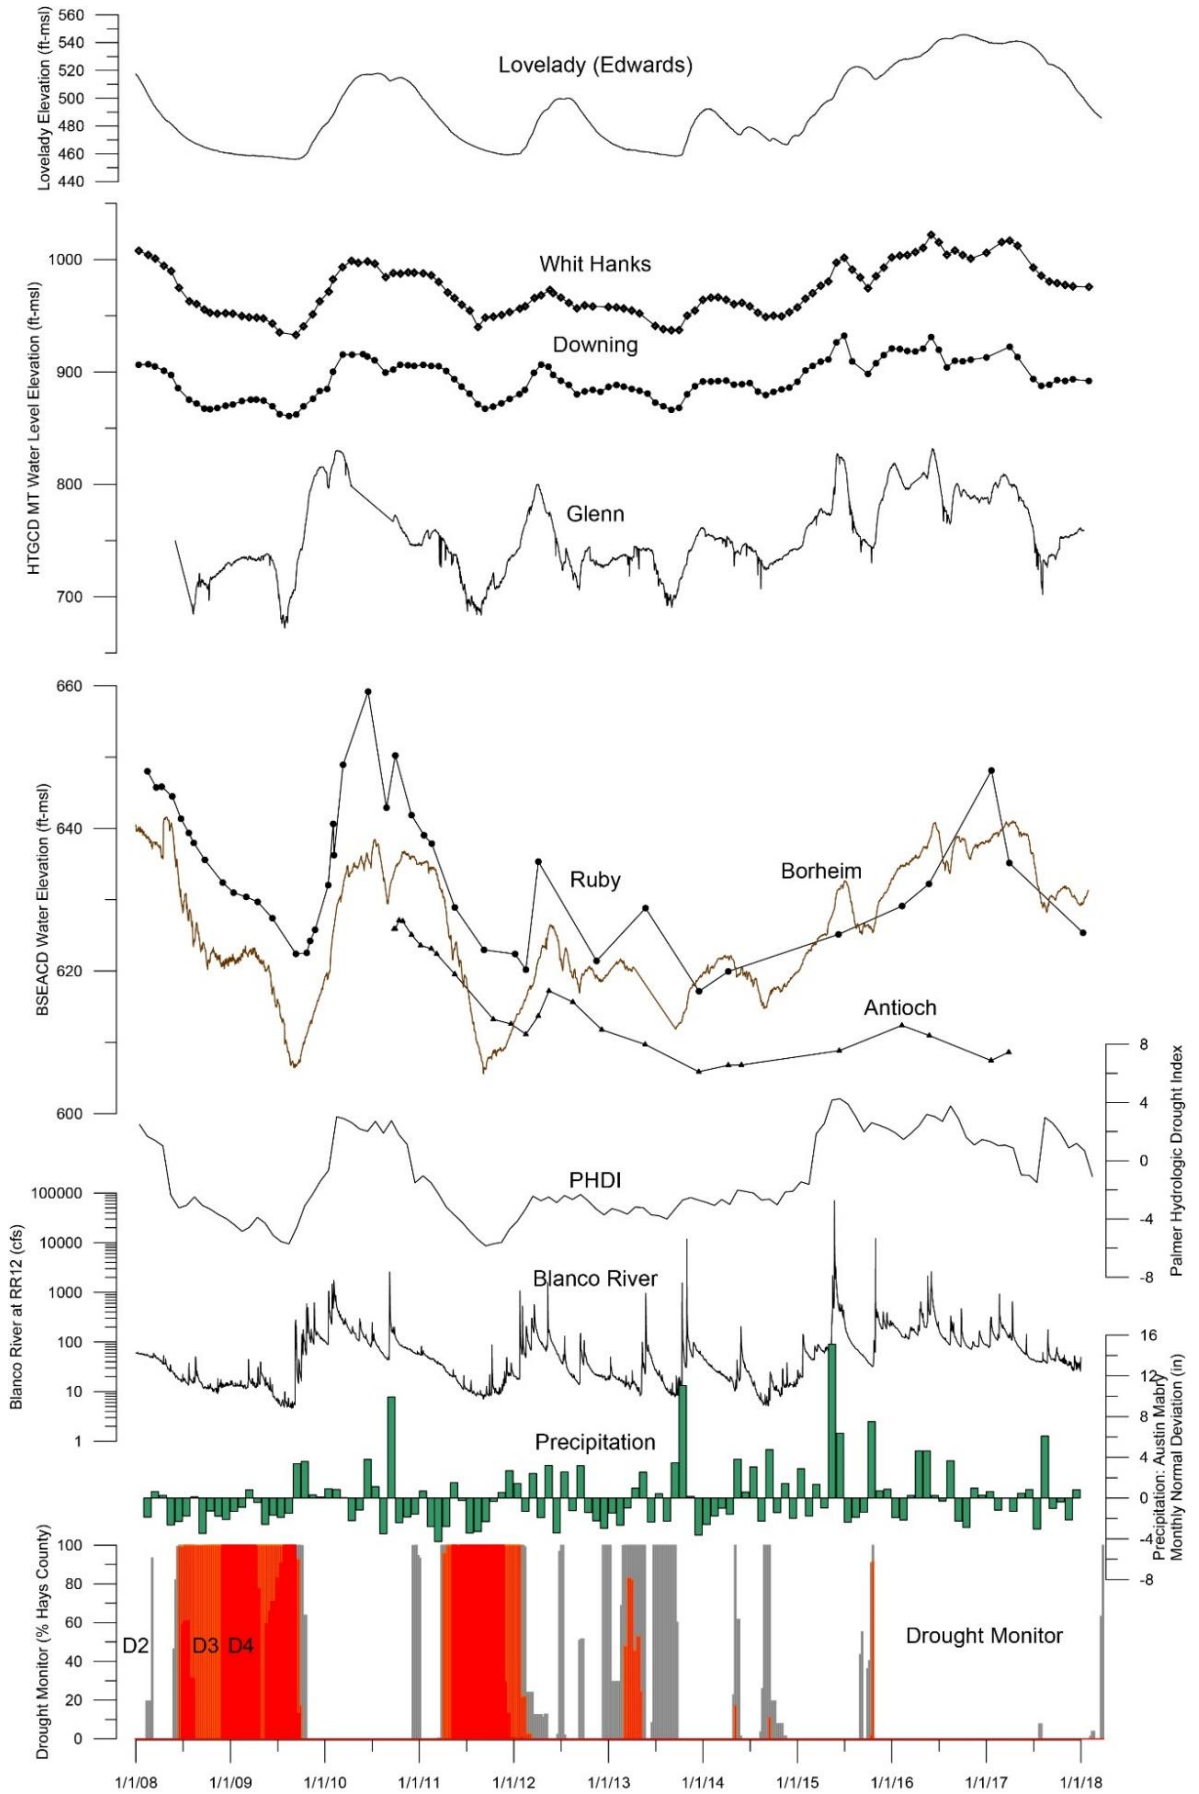 Lovelady Elevation (ft-msl)
560
540
520
500
480
460
440
Lovelady (Edwards)
HTGCD MT Water Level Elevation (ft-msl)
1000
900
800
700
Whit Hanks
Downing
Glenn
BSEACD Water Elevation (ft-msl)
660
640
620
600
Ruby
Borheim
Antioch
Palmer Hydrologic Drought Index
8
4
0
-4
-8
PHDI
Blanco River at RR12 (cfs)
100000
10000
1000
100
10
1
Blanco River
Precipitation: Austin Mabry
Monthly Normal Deviation (in)
16
12
8
4
0
-4
-8
Precipitation
Drought Monitor (% Hays County)
100
80
60
40
20
0
D2
D3
D4
Drought Monitor
1/1/08
1/1/09
1/1/10
1/1/11
1/1/12
1/1/13
1/1/14
1/1/15
1/1/16
1/1/17
1/1/18